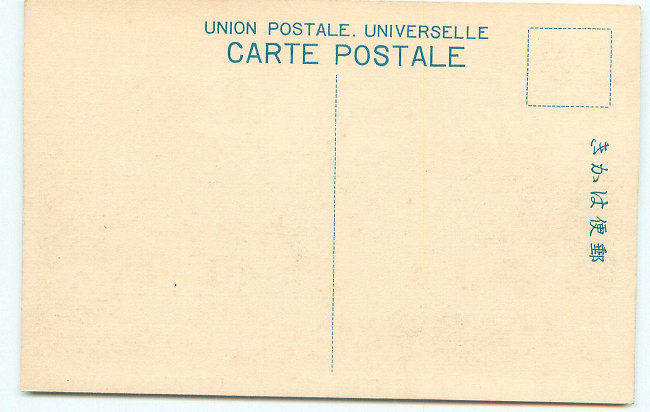 UNION POSTALE. UNIVERSELLE
CARTE POSTALE
郵便はかき